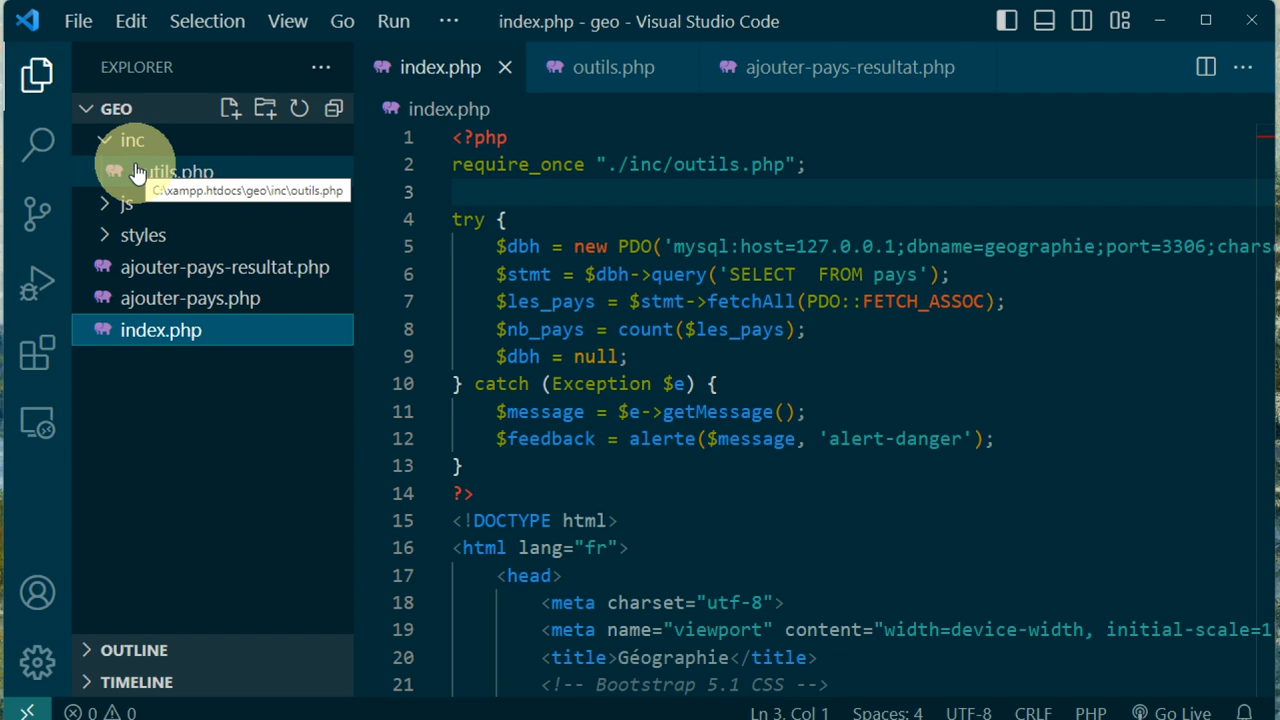 File Edit Selection View Go Run ··· index.php - geo - Visual Studio Code
EXPLORER ···
index.php outils.php ajouter-pays-resultat.php ···
GEO
index.php
inc
outils.php
C:\xampp.htdocs\geo\inc\outils.php
js
styles
ajouter-pays-resultat.php
ajouter-pays.php
index.php
OUTLINE
TIMELINE
1 <?php
2 require_once "./inc/outils.php";
3
4 try {
5 $dbh = new PDO('mysql:host=127.0.0.1;dbname=geographie;port=3306;charse
6 $stmt = $dbh->query('SELECT  FROM pays');
7 $les_pays = $stmt->fetchAll(PDO::FETCH_ASSOC);
8 $nb_pays = count($les_pays);
9 $dbh = null;
10 } catch (Exception $e) {
11 $message = $e->getMessage();
12 $feedback = alerte($message, 'alert-danger');
13 }
14 ?>
15 <!DOCTYPE html>
16 <html lang="fr">
17 <head>
18 <meta charset="utf-8">
19 <meta name="viewport" content="width=device-width, initial-scale=1
20 <title>Géographie</title>
21 <!-- Bootstrap 5.1 CSS -->
0 0 Ln 3, Col 1 Spaces: 4 UTF-8 CRLF PHP Go Live